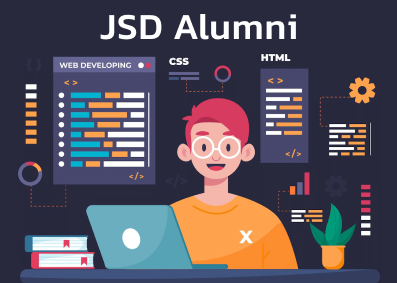 JSD Alumni
WEB DEVELOPING
CSS
HTML
< >
< >
</>
</>
</>
X